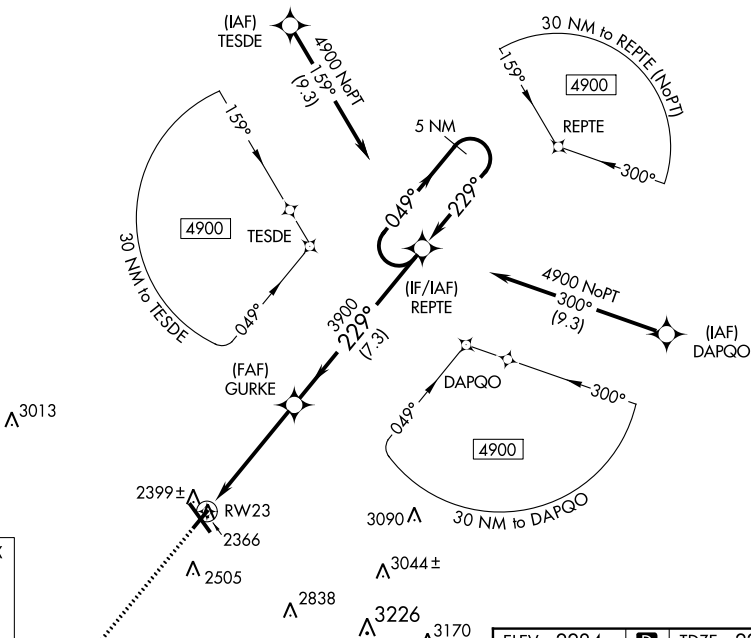 (IAF)
TESDE
4900 NoPT
159°
(9.3)
30 NM to REPTE (NoPT)
159°
4900
REPTE
300°
5 NM
049°
229°
159°
4900
TESDE
30 NM to TESDE
049°
(IF/IAF)
REPTE
4900 NoPT
300°
(9.3)
(IAF)
DAPQO
3900
229°
(7.3)
(FAF)
GURKE
DAPQO
300°
049°
4900
30 NM to DAPQO
3013
2399±
RW23
2366
2505
3090
3044±
2838
3226
3170